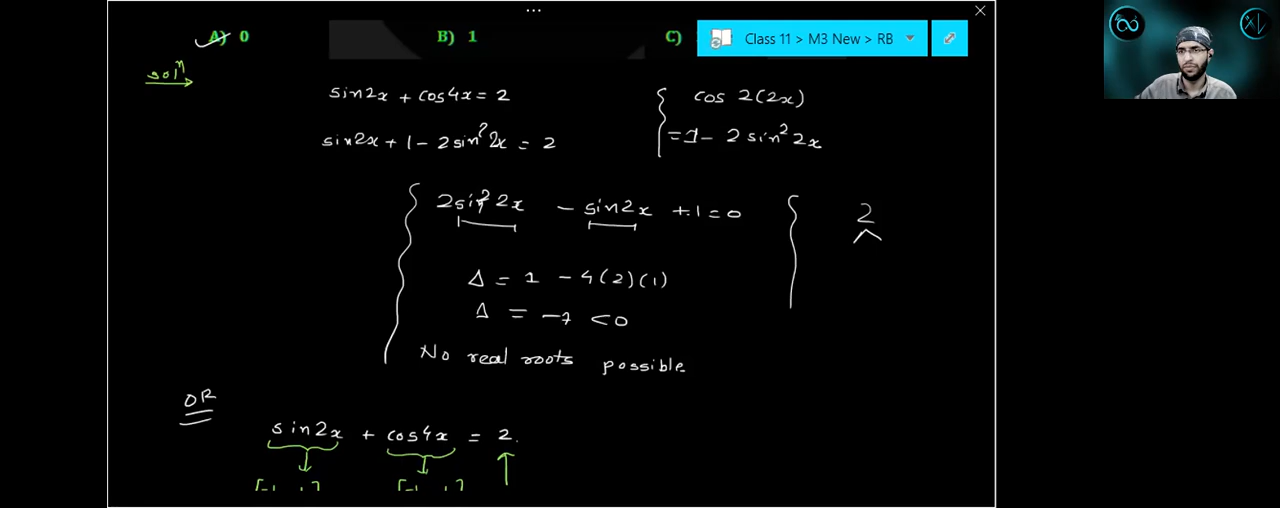 A) 0 B) 1 C)
Class 11 > M3 New > RB
solⁿ
sin2x + cos4x = 2
cos 2(2x)
sin2x + 1 - 2sin²2x = 2
= 1 - 2 sin²2x
2sin²2x - sin2x + 1 = 0
2
Δ = 1 - 4(2)(1)
Δ = -7 < 0
No real roots possible
OR
sin2x + cos4x = 2.